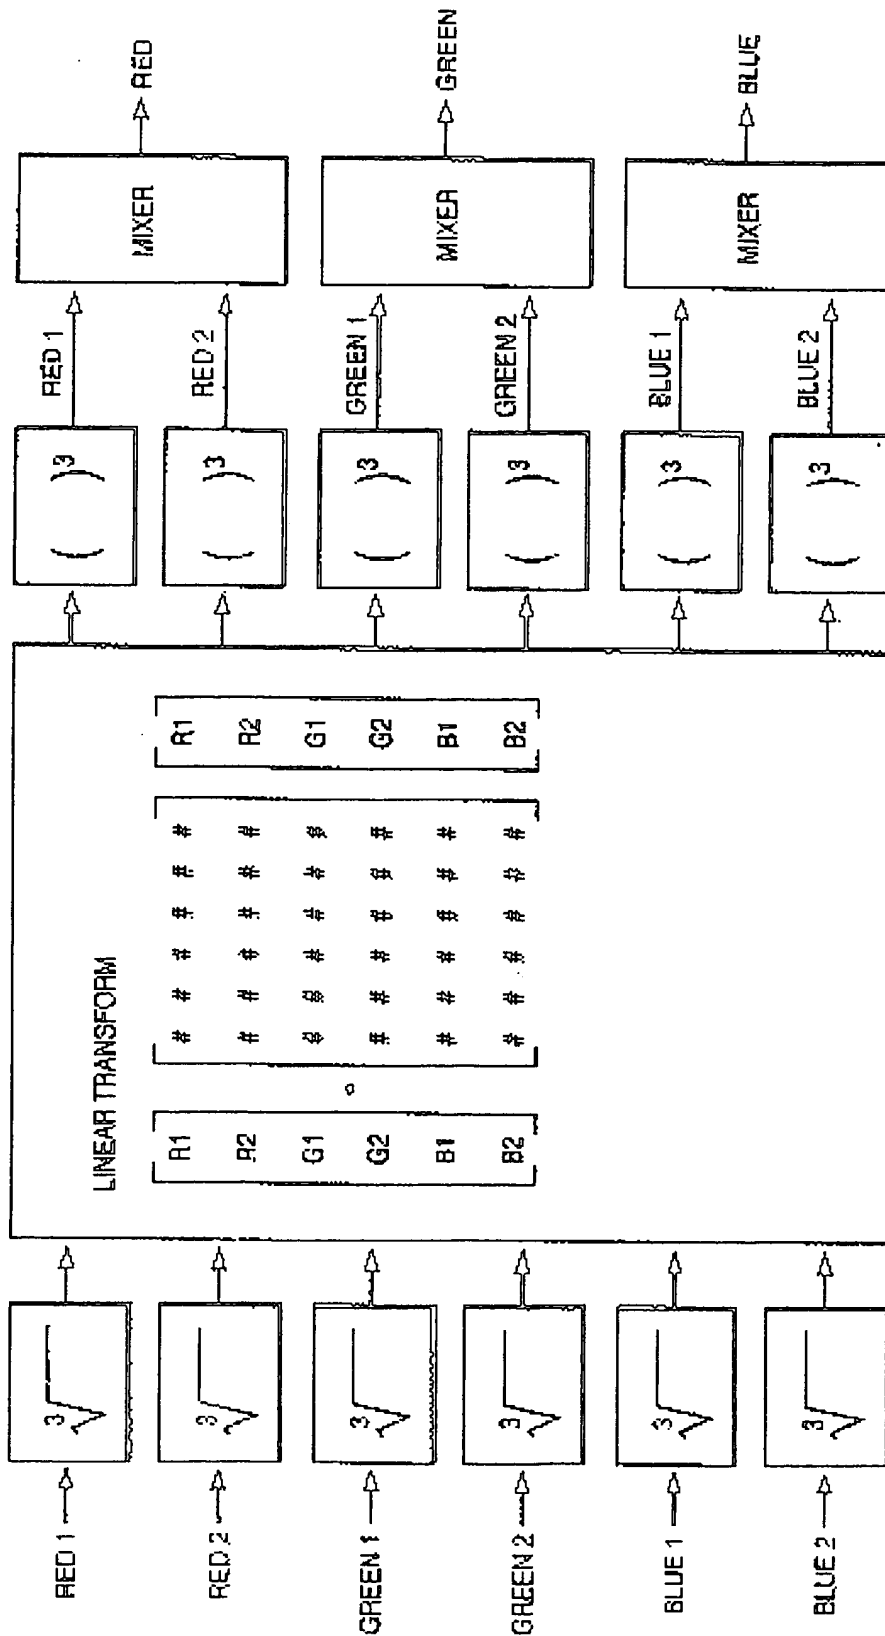 RED 1
RED 2
GREEN 1
GREEN 2
BLUE 1
BLUE 2
3√
3√
3√
3√
3√
3√
LINEAR TRANSFORM
R1
R2
G1
G2
B1
B2
# # # # # #
# # # # # #
# # # # # #
# # # # # #
# # # # # #
# # # # # #
R1
R2
G1
G2
B1
B2
( )3
( )3
( )3
( )3
( )3
( )3
RED 1
RED 2
GREEN 1
GREEN 2
BLUE 1
BLUE 2
MIXER
MIXER
MIXER
RED
GREEN
BLUE